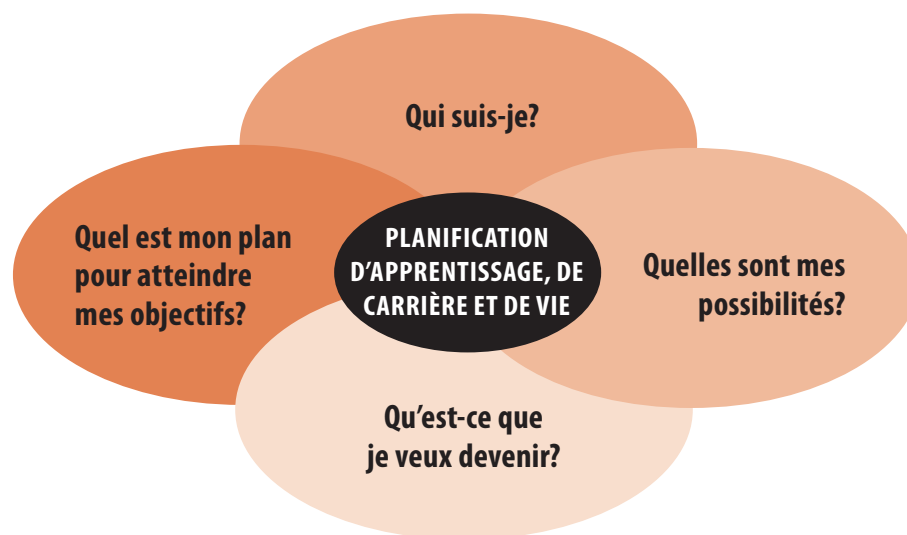 Qui suis-je?
Quel est mon plan
pour atteindre
mes objectifs?
PLANIFICATION
D’APPRENTISSAGE, DE
CARRIÈRE ET DE VIE
Quelles sont mes
possibilités?
Qu’est-ce que
je veux devenir?